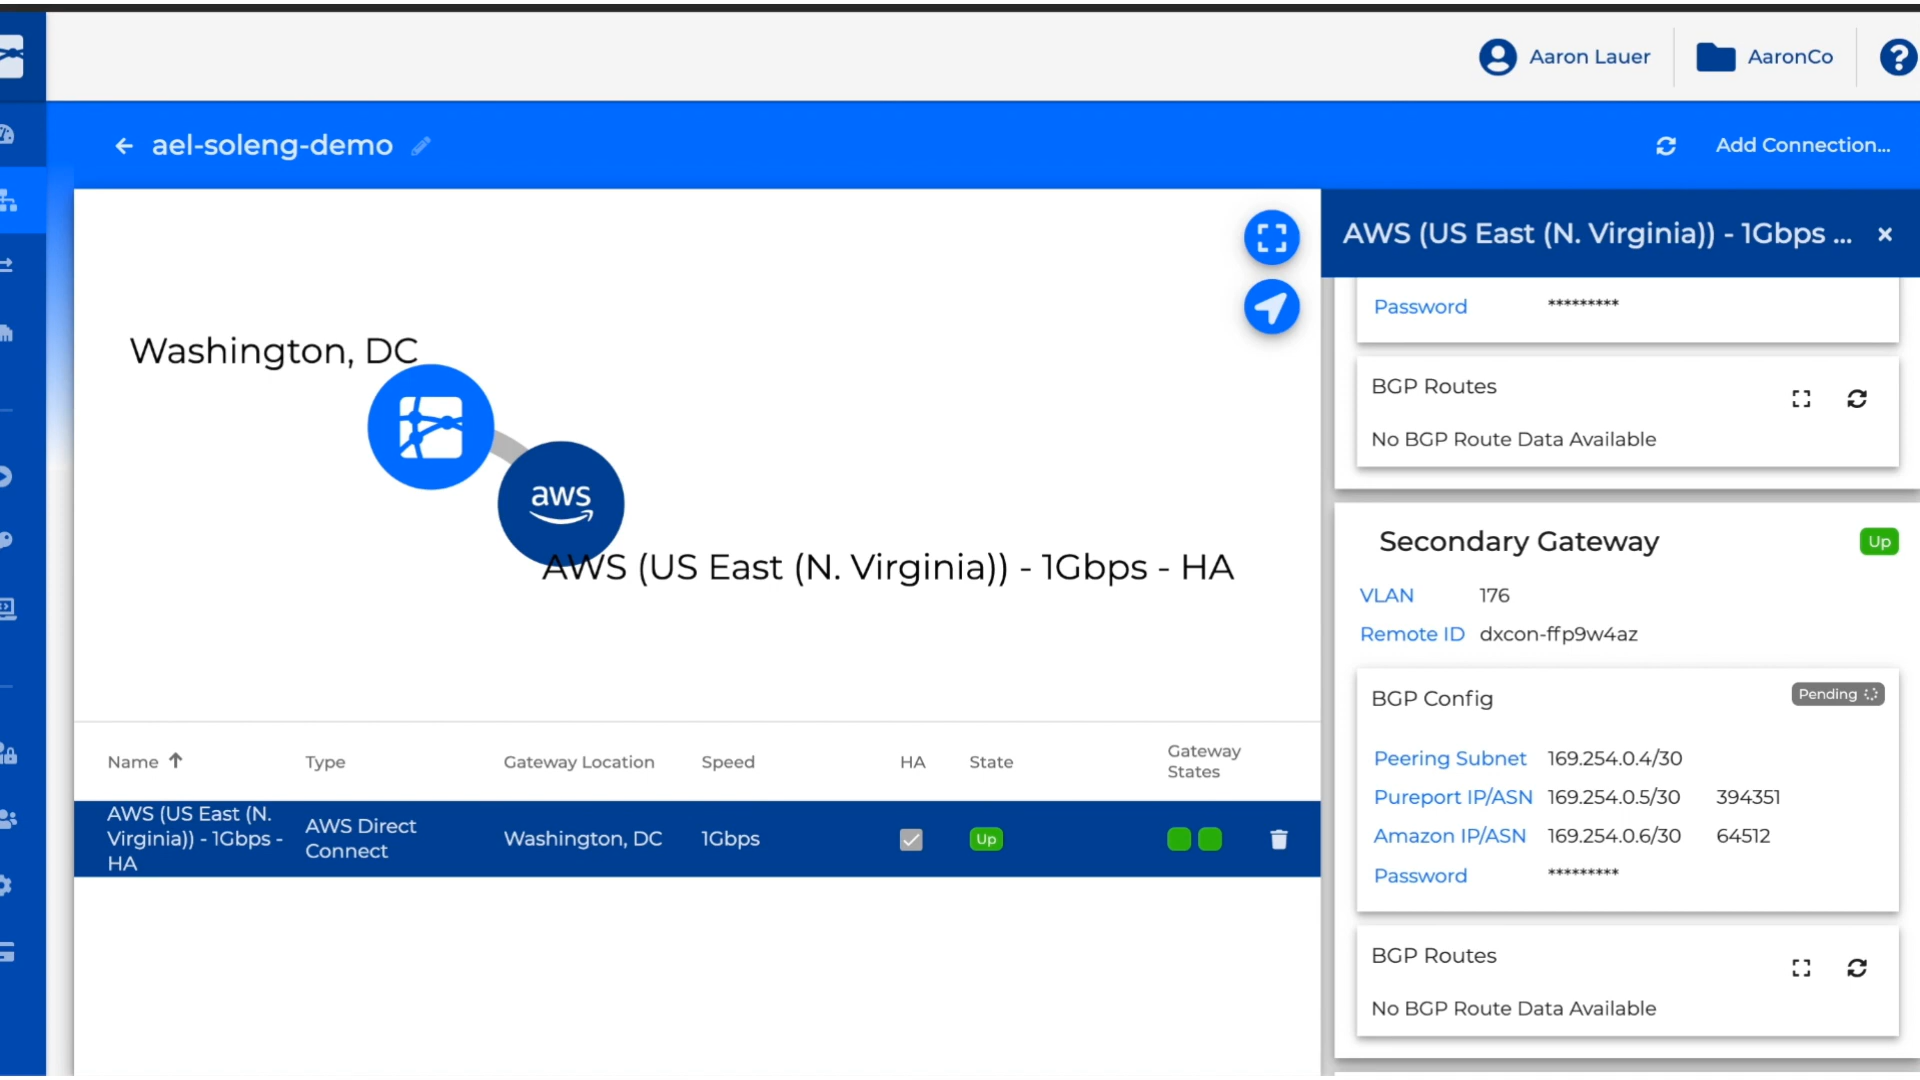 Aaron Lauer
AaronCo
?
ael-soleng-demo
Add Connection...
Washington, DC
aws
AWS (US East (N. Virginia)) - 1Gbps - HA
Name
Type
Gateway Location
Speed
HA
State
Gateway
States
AWS (US East (N.
Virginia)) - 1Gbps -
HA
AWS Direct
Connect
Washington, DC
1Gbps
Up
AWS (US East (N. Virginia)) - 1Gbps ...
Password *********
BGP Routes
No BGP Route Data Available
Secondary Gateway
Up
VLAN 176
Remote ID dxcon-ffp9w4az
BGP Config
Pending
Peering Subnet 169.254.0.4/30
Pureport IP/ASN 169.254.0.5/30 394351
Amazon IP/ASN 169.254.0.6/30 64512
Password *********
BGP Routes
No BGP Route Data Available